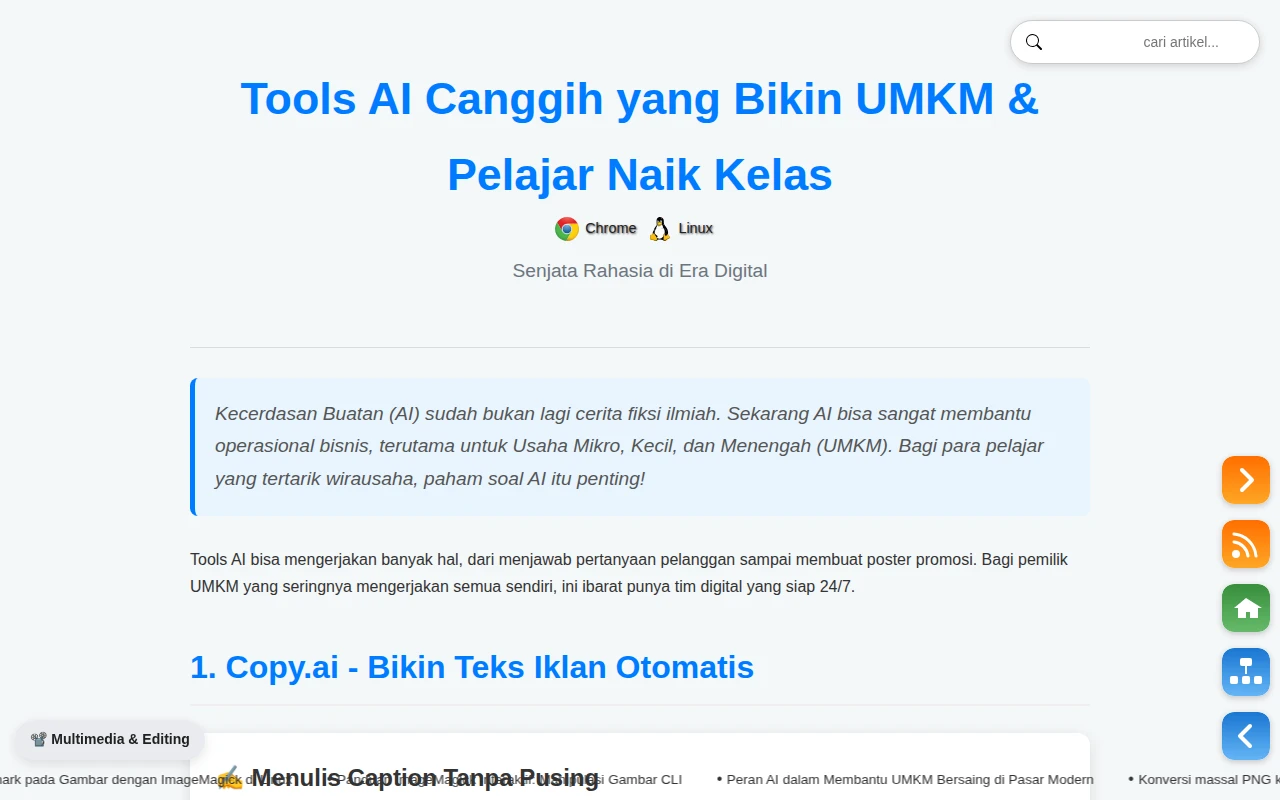 cari artikel...
Tools AI Canggih yang Bikin UMKM &
Pelajar Naik Kelas
Chrome Linux
Senjata Rahasia di Era Digital
Kecerdasan Buatan (AI) sudah bukan lagi cerita fiksi ilmiah. Sekarang AI bisa sangat membantu
operasional bisnis, terutama untuk Usaha Mikro, Kecil, dan Menengah (UMKM). Bagi para pelajar
yang tertarik wirausaha, paham soal AI itu penting!
Tools AI bisa mengerjakan banyak hal, dari menjawab pertanyaan pelanggan sampai membuat poster promosi. Bagi pemilik
UMKM yang seringnya mengerjakan semua sendiri, ini ibarat punya tim digital yang siap 24/7.
1. Copy.ai - Bikin Teks Iklan Otomatis
📽️ Multimedia & Editing
✍️ Menulis Caption Tanpa Pusing
pada Gambar dengan ImageMagick di • Panduan ImageMagick Manipulasi Gambar CLI • Peran AI dalam Membantu UMKM Bersaing di Pasar Modern • Konversi massal PNG